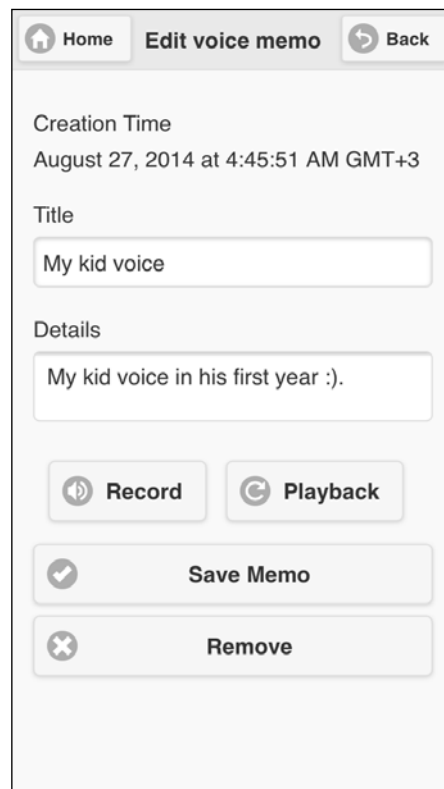 Home Edit voice memo Back
Creation Time
August 27, 2014 at 4:45:51 AM GMT+3
Title
My kid voice
Details
My kid voice in his first year :).
Record Playback
Save Memo
Remove